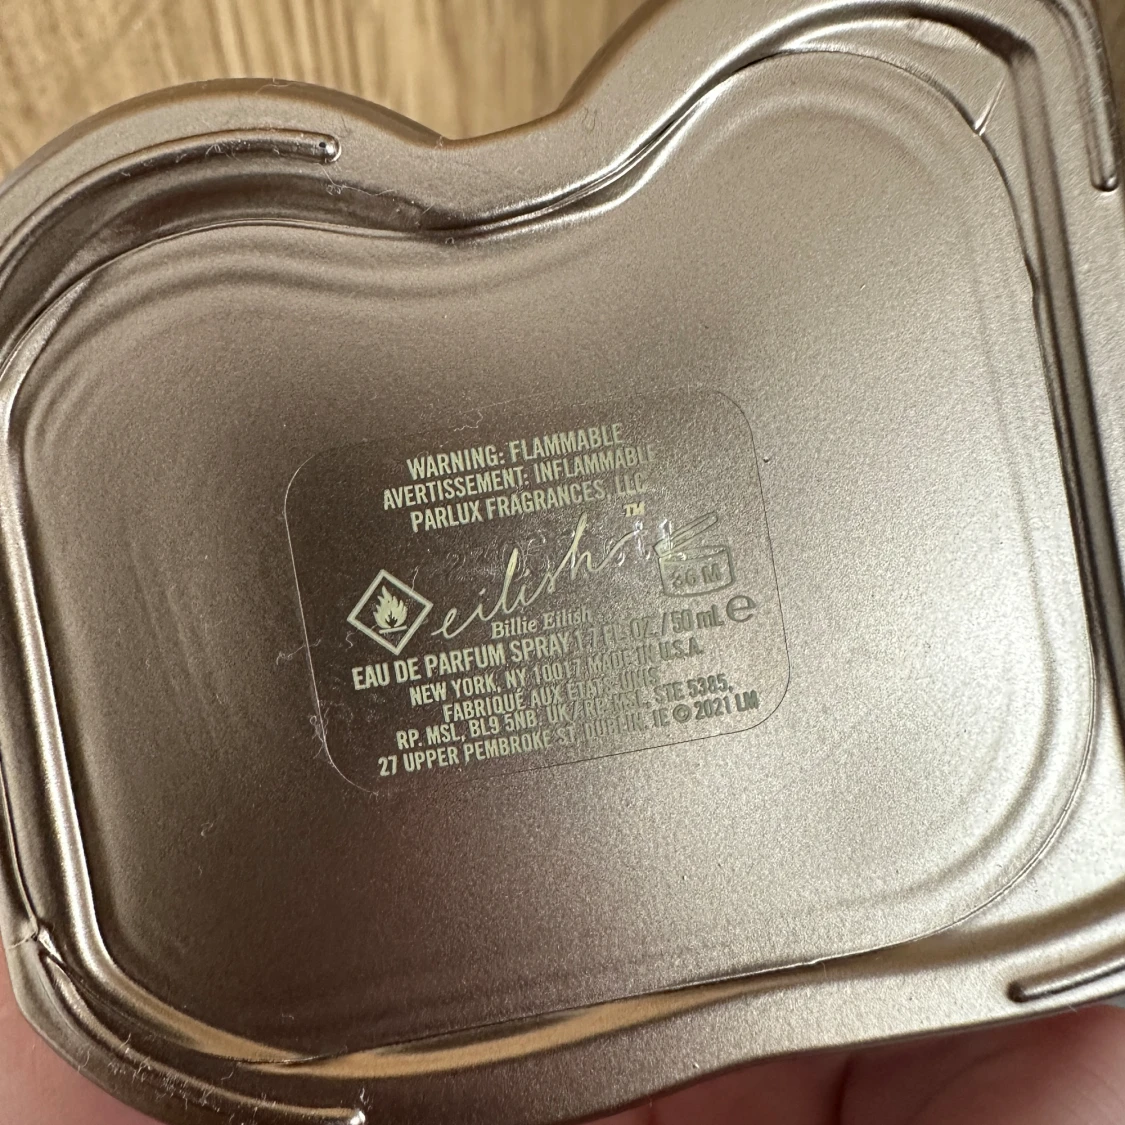 WARNING: FLAMMABLE
AVERTISSEMENT: INFLAMMABLE
PARLUX FRAGRANCES, LLC
eilish™
36 M
Billie Eilish
EAU DE PARFUM SPRAY 1.7 FL. OZ. / 50 mL ℮
NEW YORK, NY 10017 MADE IN U.S.A.
FABRIQUÉ AUX ÉTATS-UNIS
RP. MSL, BL9 5NB. UK/ RP. MSL, STE 5385,
27 UPPER PEMBROKE ST, DUBLIN. IE © 2021 LM